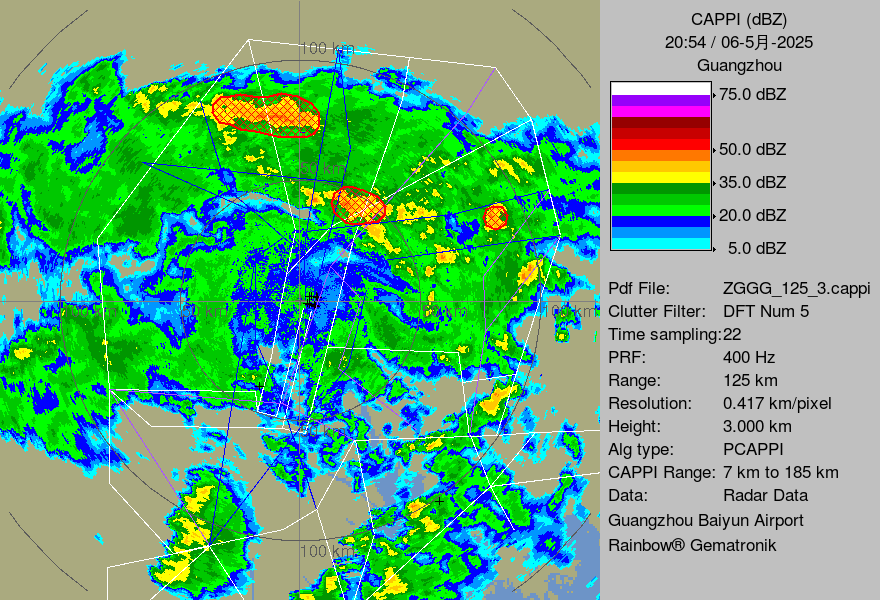 CAPPI (dBZ)
20:54 / 06-5月-2025
Guangzhou
75.0 dBZ
50.0 dBZ
35.0 dBZ
20.0 dBZ
5.0 dBZ
Pdf File: ZGGG_125_3.cappi
Clutter Filter: DFT Num 5
Time sampling:22
PRF: 400 Hz
Range: 125 km
Resolution: 0.417 km/pixel
Height: 3.000 km
Alg type: PCAPPI
CAPPI Range: 7 km to 185 km
Data: Radar Data
Guangzhou Baiyun Airport
Rainbow® Gematronik
100 km
100 km
100 km